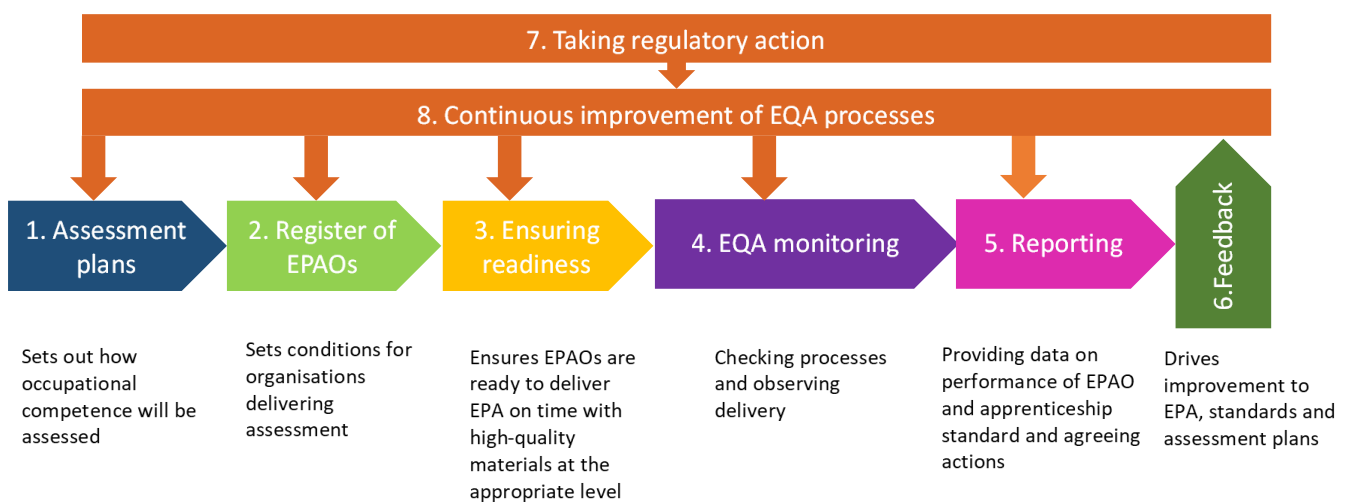 7. Taking regulatory action
8. Continuous improvement of EQA processes
1. Assessment
plans
2. Register of
EPAOs
3. Ensuring
readiness
4. EQA monitoring
5. Reporting
6.Feedback
Sets out how
occupational
competence will be
assessed
Sets conditions for
organisations
delivering
assessment
Ensures EPAOs are
ready to deliver
EPA on time with
high-quality
materials at the
appropriate level
Checking processes
and observing
delivery
Providing data on
performance of EPAO
and apprenticeship
standard and agreeing
actions
Drives
improvement to
EPA, standards and
assessment plans